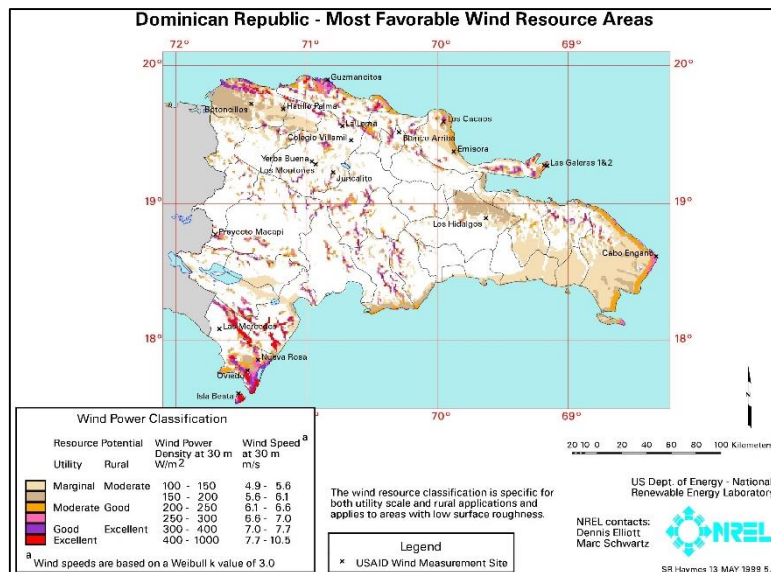 Dominican Republic - Most Favorable Wind Resource Areas
72° 71° 70° 69°
20° 20°
Guzmancitos
Botoncillos
Hatillo Palma
La Loma
Los Cacaos
Colegio Villamil
Blanco Arriba
Emisora
Yerba Buena
Los Montones
Las Galeras 1&2
Juncalito
19° 19°
Los Hidalgos
Proyecto Macapi
Cabo Engano
18° 18°
Las Mercedes
Nueva Rosa
Oviedo
Isla Beata
71° 70° 69°
Wind Power Classification
Resource Potential Wind Power Density at 30 m W/m2 Wind Speed a at 30 m m/s
Utility Rural
Marginal Moderate 100 - 150 4.9 - 5.6
150 - 200 5.6 - 6.1
Moderate Good 200 - 250 6.1 - 6.6
250 - 300 6.6 - 7.0
Good Excellent 300 - 400 7.0 - 7.7
Excellent 400 - 1000 7.7 - 10.5
a Wind speeds are based on a Weibull k value of 3.0
The wind resource classification is specific for
both utility scale and rural applications and
applies to areas with low surface roughness.
Legend
× USAID Wind Measurement Site
N
20 10 0 20 40 60 80 100 Kilometers
US Dept. of Energy - National
Renewable Energy Laboratory
NREL contacts:
Dennis Elliott
Marc Schwartz
NREL
SR Haymes 13 MAY 1999 5.